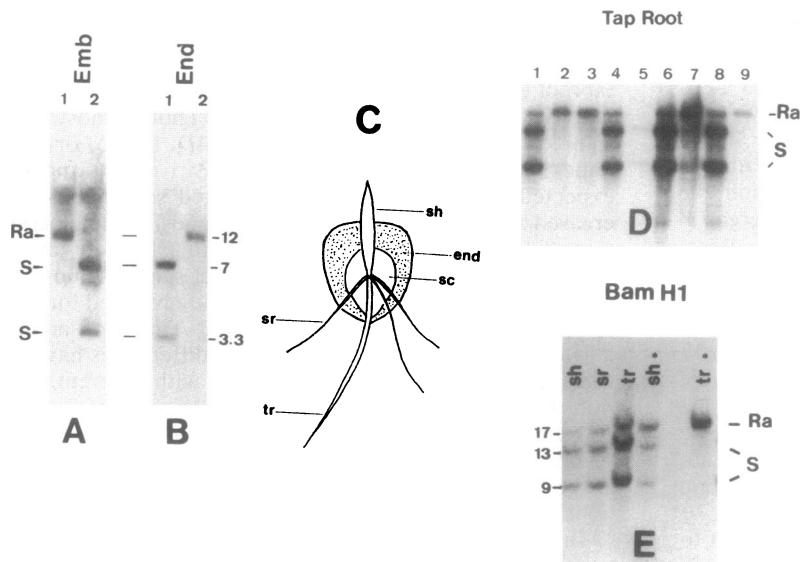 Emb
1 2
Ra–
S–
S–
A
End
1 2
-12
-7
-3.3
B
C
sh
end
sc
sr
tr
Tap Root
1 2 3 4 5 6 7 8 9
-Ra
S
D
Bam H1
sh sr tr sh• tr•
17-
13-
9-
– Ra
S
E